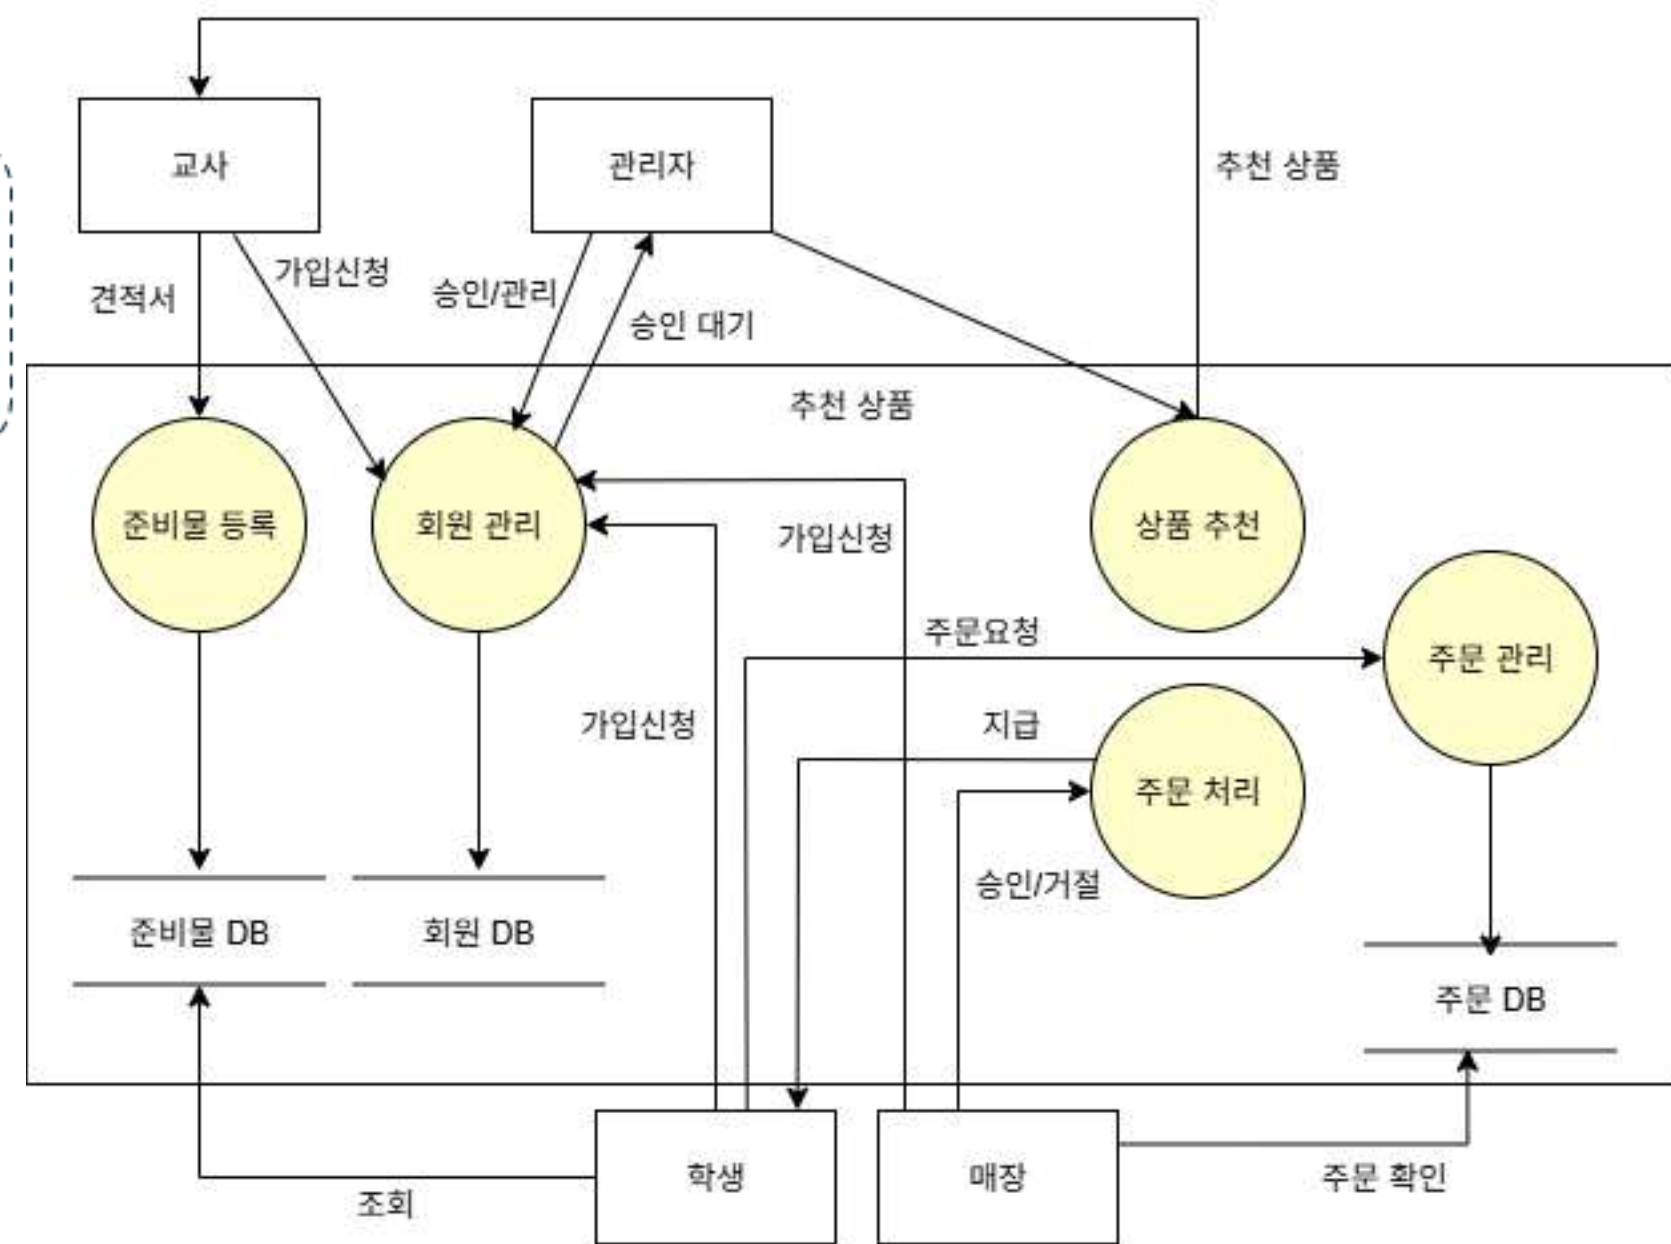 교사
관리자
추천 상품
가입신청
견적서
승인/관리
승인 대기
추천 상품
준비물 등록
회원 관리
상품 추천
가입신청
주문요청
주문 관리
가입신청
지급
주문 처리
승인/거절
준비물 DB
회원 DB
주문 DB
학생
매장
주문 확인
조회